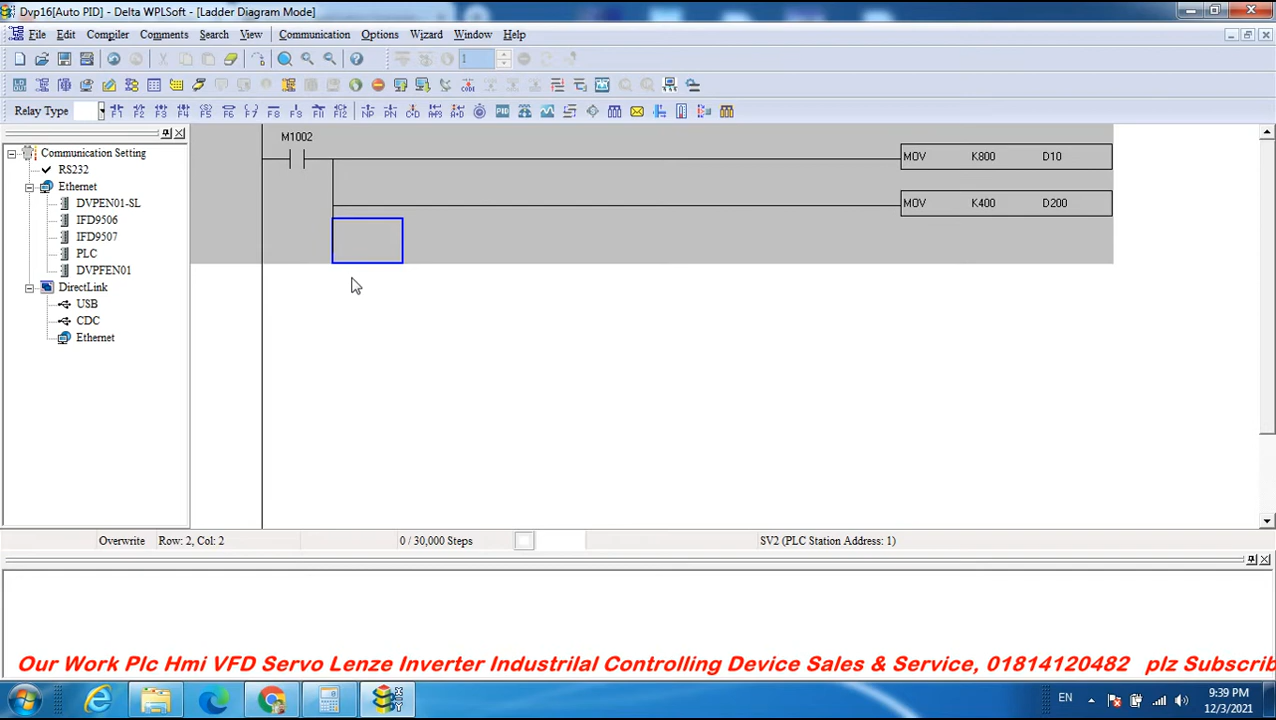 Dvp16[Auto PID] - Delta WPLSoft - [Ladder Diagram Mode]
File Edit Compiler Comments Search View Communication Options Wizard Window Help
1
Relay Type
Communication Setting
RS232
Ethernet
DVPEN01-SL
IFD9506
IFD9507
PLC
DVPFEN01
DirectLink
USB
CDC
Ethernet
M1002
MOV K800 D10
MOV K400 D200
Overwrite Row: 2, Col: 2 0 / 30,000 Steps SV2 (PLC Station Address: 1)
Our Work Plc Hmi VFD Servo Lenze Inverter Industrilal Controlling Device Sales & Service, 01814120482 plz Subscrib
EN 9:39 PM
12/3/2021